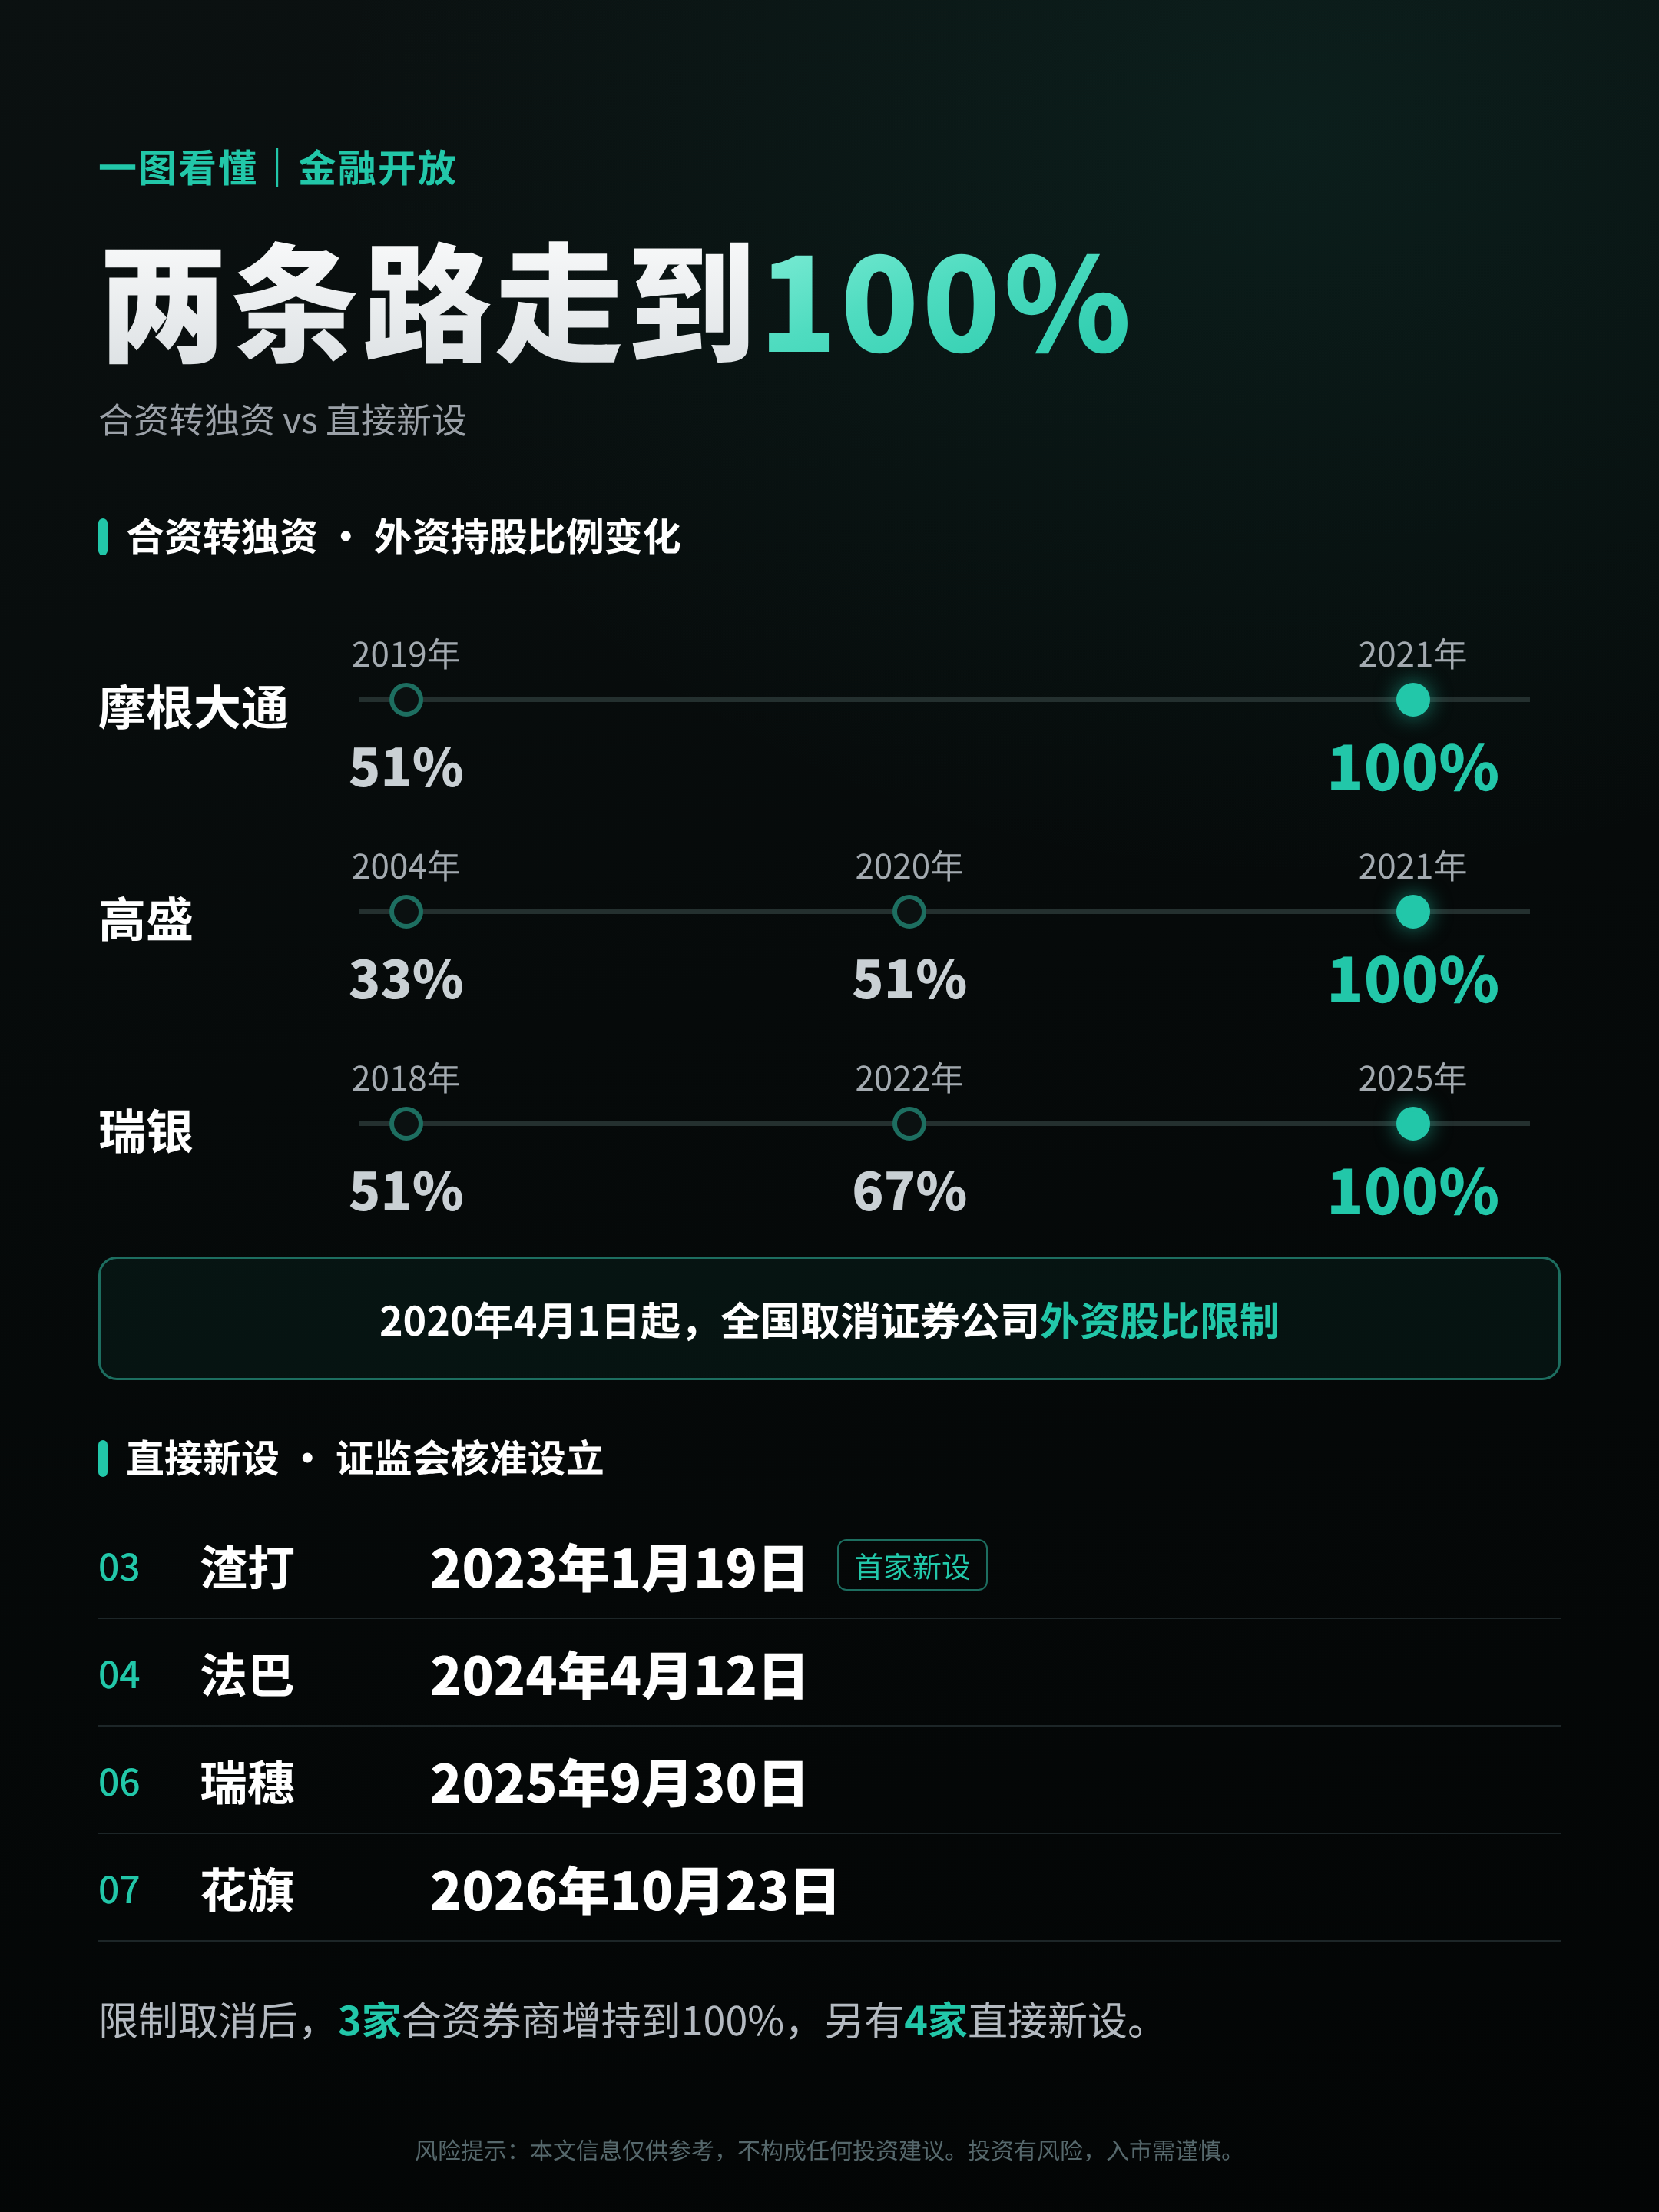 一图看懂｜金融开放
两条路走到100%
合资转独资 vs 直接新设
合资转独资 · 外资持股比例变化
摩根大通
2019年 2021年
51% 100%
高盛
2004年 2020年 2021年
33% 51% 100%
瑞银
2018年 2022年 2025年
51% 67% 100%
2020年4月1日起，全国取消证券公司外资股比限制
直接新设 · 证监会核准设立
03 渣打 2023年1月19日 首家新设
04 法巴 2024年4月12日
06 瑞穗 2025年9月30日
07 花旗 2026年10月23日
限制取消后，3家合资券商增持到100%，另有4家直接新设。
风险提示：本文信息仅供参考，不构成任何投资建议。投资有风险，入市需谨慎。